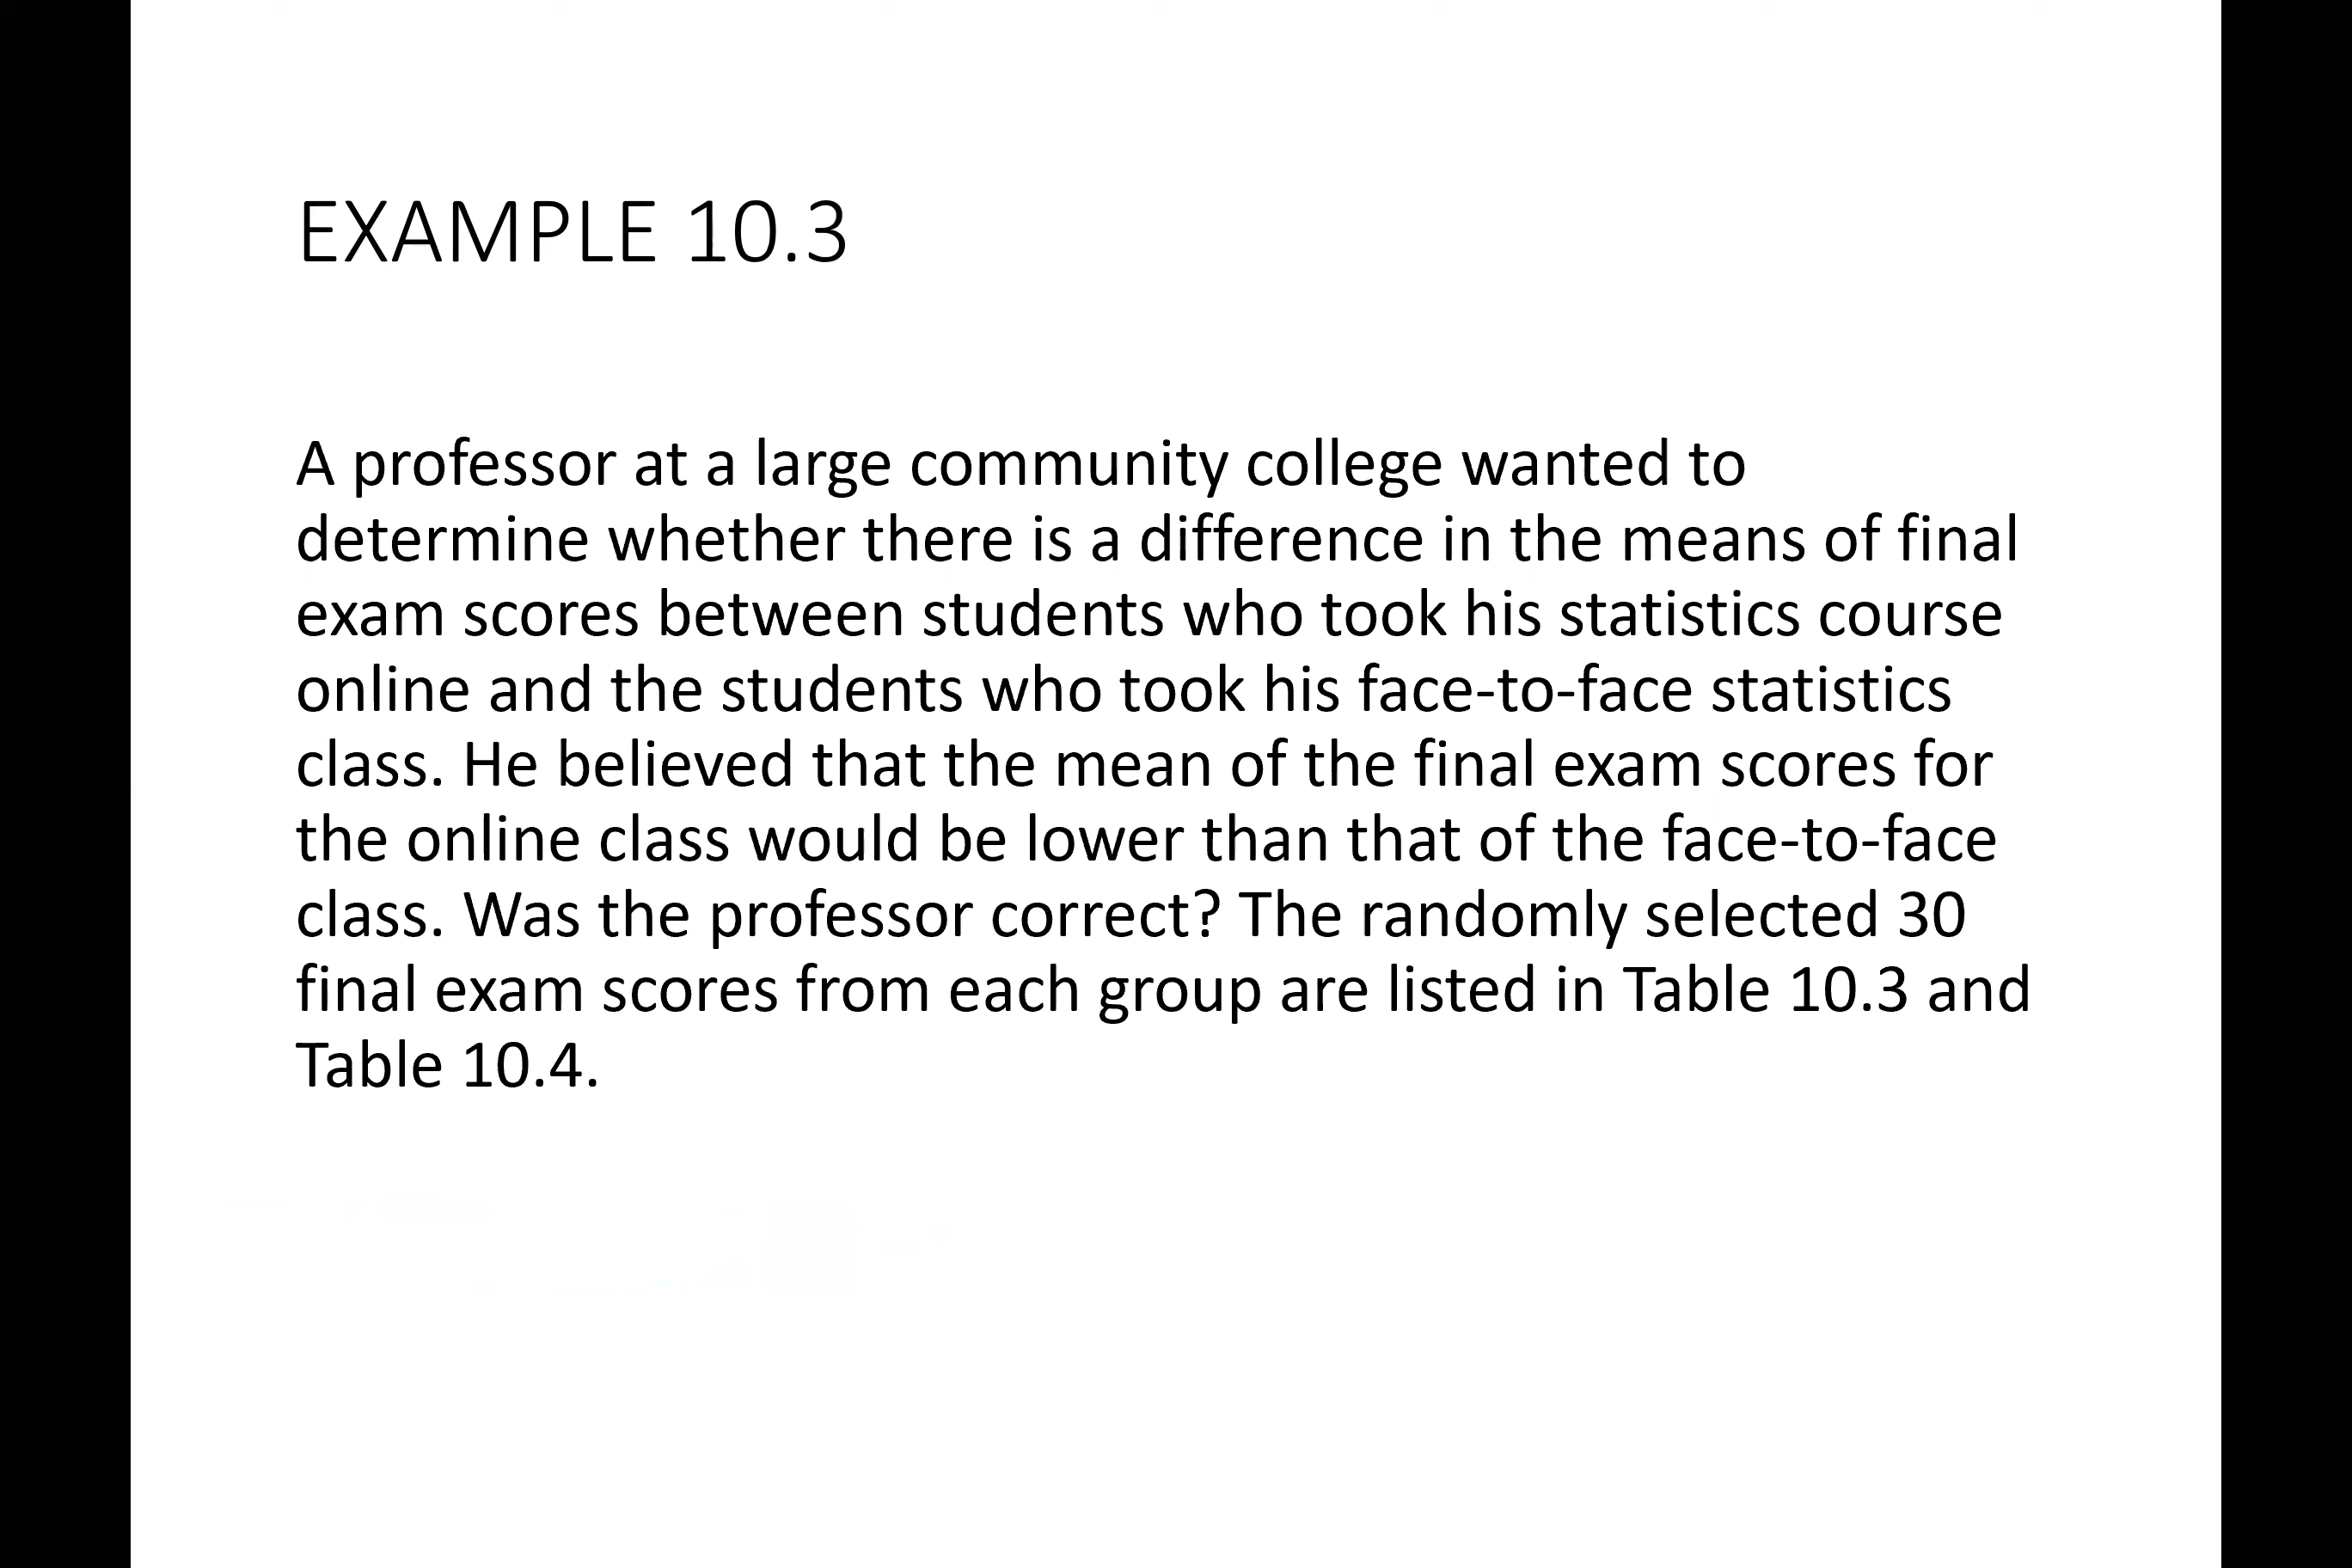 EXAMPLE 10.3
A professor at a large community college wanted to
determine whether there is a difference in the means of final
exam scores between students who took his statistics course
online and the students who took his face-to-face statistics
class. He believed that the mean of the final exam scores for
the online class would be lower than that of the face-to-face
class. Was the professor correct? The randomly selected 30
final exam scores from each group are listed in Table 10.3 and
Table 10.4.